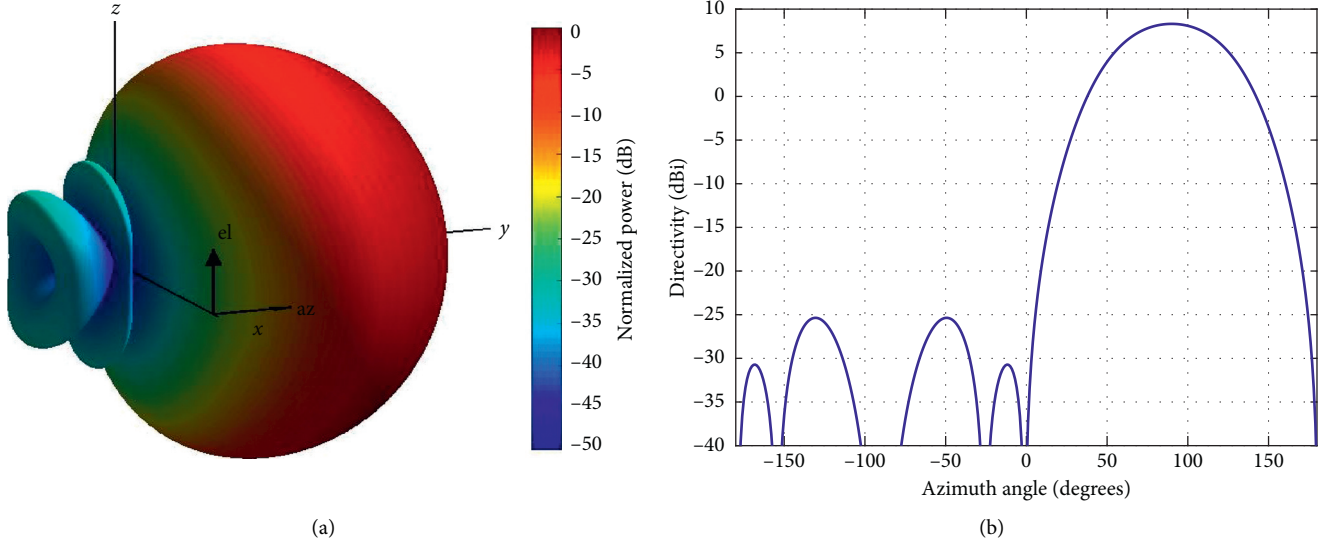 z
y
el
az
x
0
−5
−10
−15
−20
−25
−30
−35
−40
−45
−50
Normalized power (dB)
(a)
10
5
0
−5
−10
−15
−20
−25
−30
−35
−40
Directivity (dBi)
−150 −100 −50 0 50 100 150
Azimuth angle (degrees)
(b)